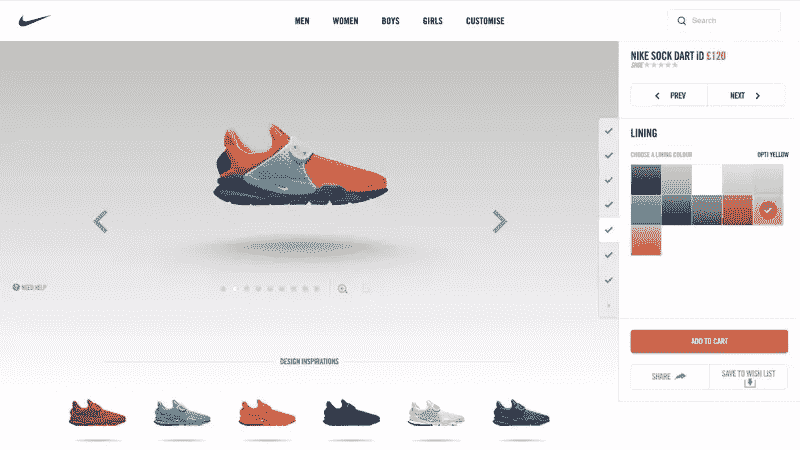 MEN WOMEN BOYS GIRLS CUSTOMISE
Search
NIKE SOCK DART iD £120
SHOE
PREV
NEXT
LINING
CHOOSE A LINING COLOUR
OPTI YELLOW
NEED HELP
ADD TO CART
SHARE
SAVE TO WISH LIST
DESIGN INSPIRATIONS